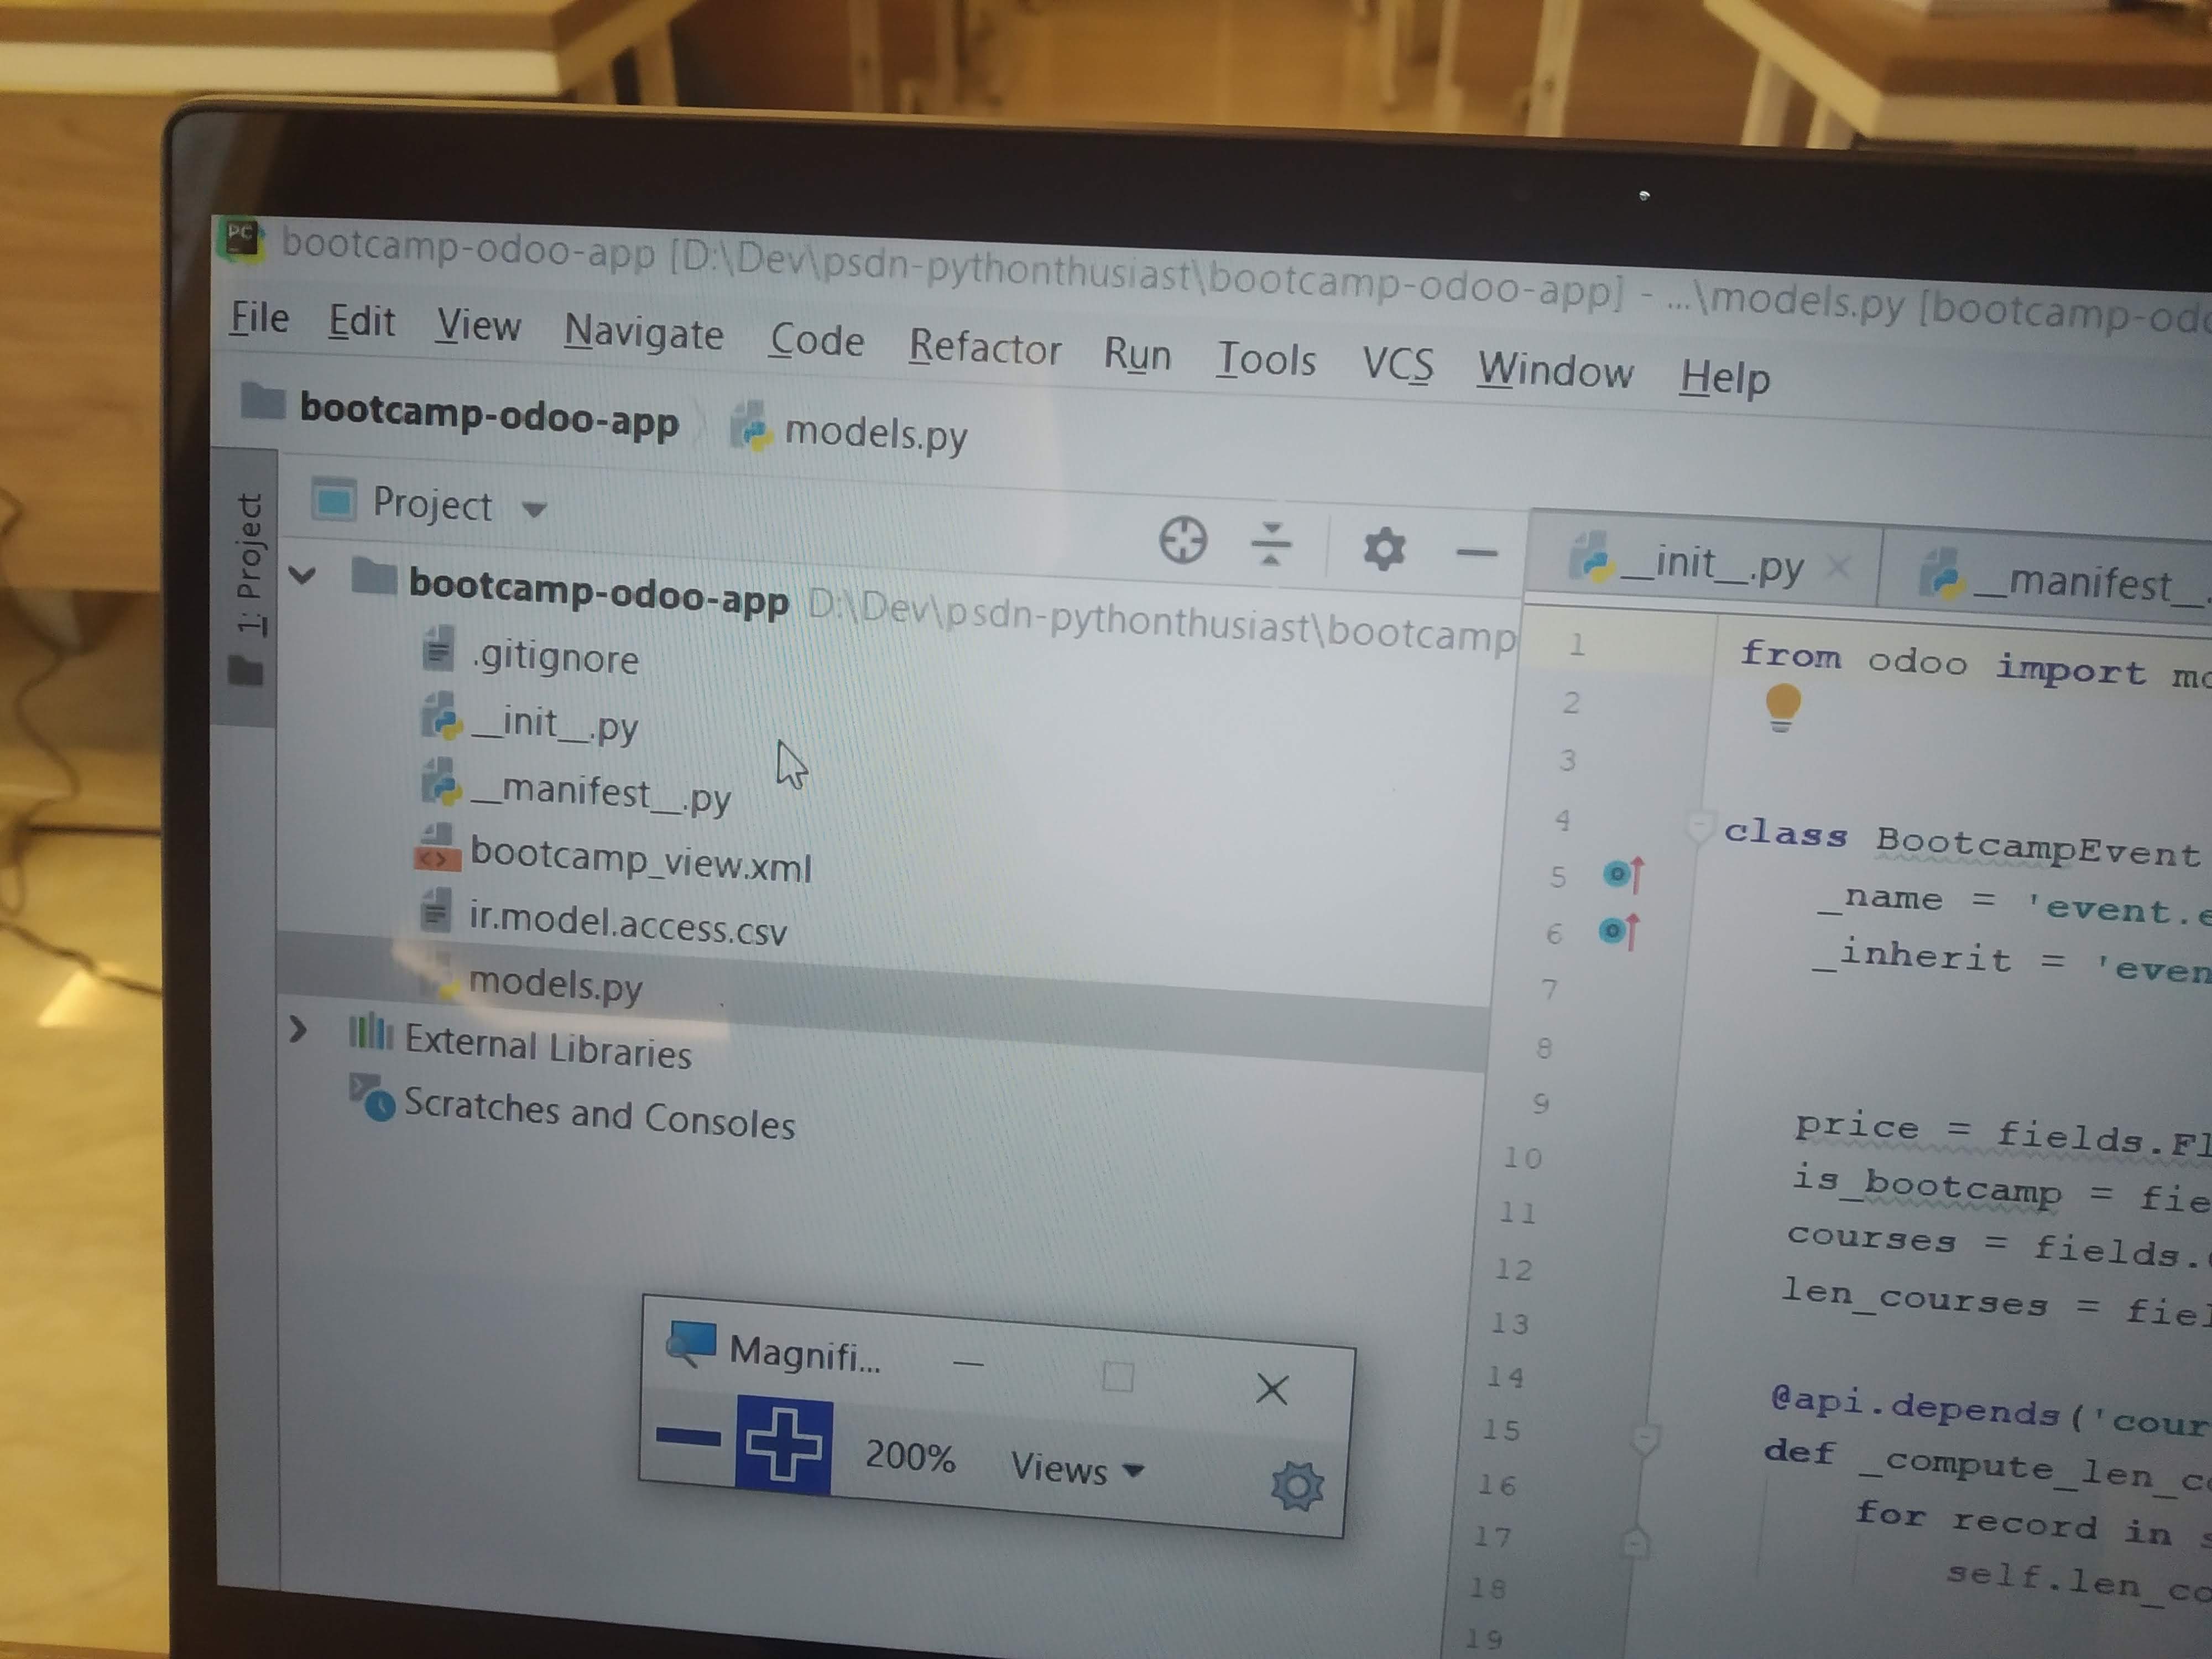 PC bootcamp-odoo-app [D:\Dev\psdn-pythonthusiast\bootcamp-odoo-app] - ...\models.py [bootcamp-odo
File Edit View Navigate Code Refactor Run Tools VCS Window Help
bootcamp-odoo-app models.py
1: Project
Project
bootcamp-odoo-app D:\Dev\psdn-pythonthusiast\bootcamp
.gitignore
__init__.py
__manifest__.py
bootcamp_view.xml
ir.model.access.csv
models.py
External Libraries
Scratches and Consoles
Magnifi...
200% Views
__init__.py __manifest__.
1 from odoo import mo
2
3
4 class BootcampEvent
5 _name = 'event.e
6 _inherit = 'even
7
8
9 price = fields.Fl
10 is_bootcamp = fie
11 courses = fields.
12 len_courses = fiel
13
14 @api.depends('cour
15 def _compute_len_co
16 for record in s
17 self.len_co
18
19